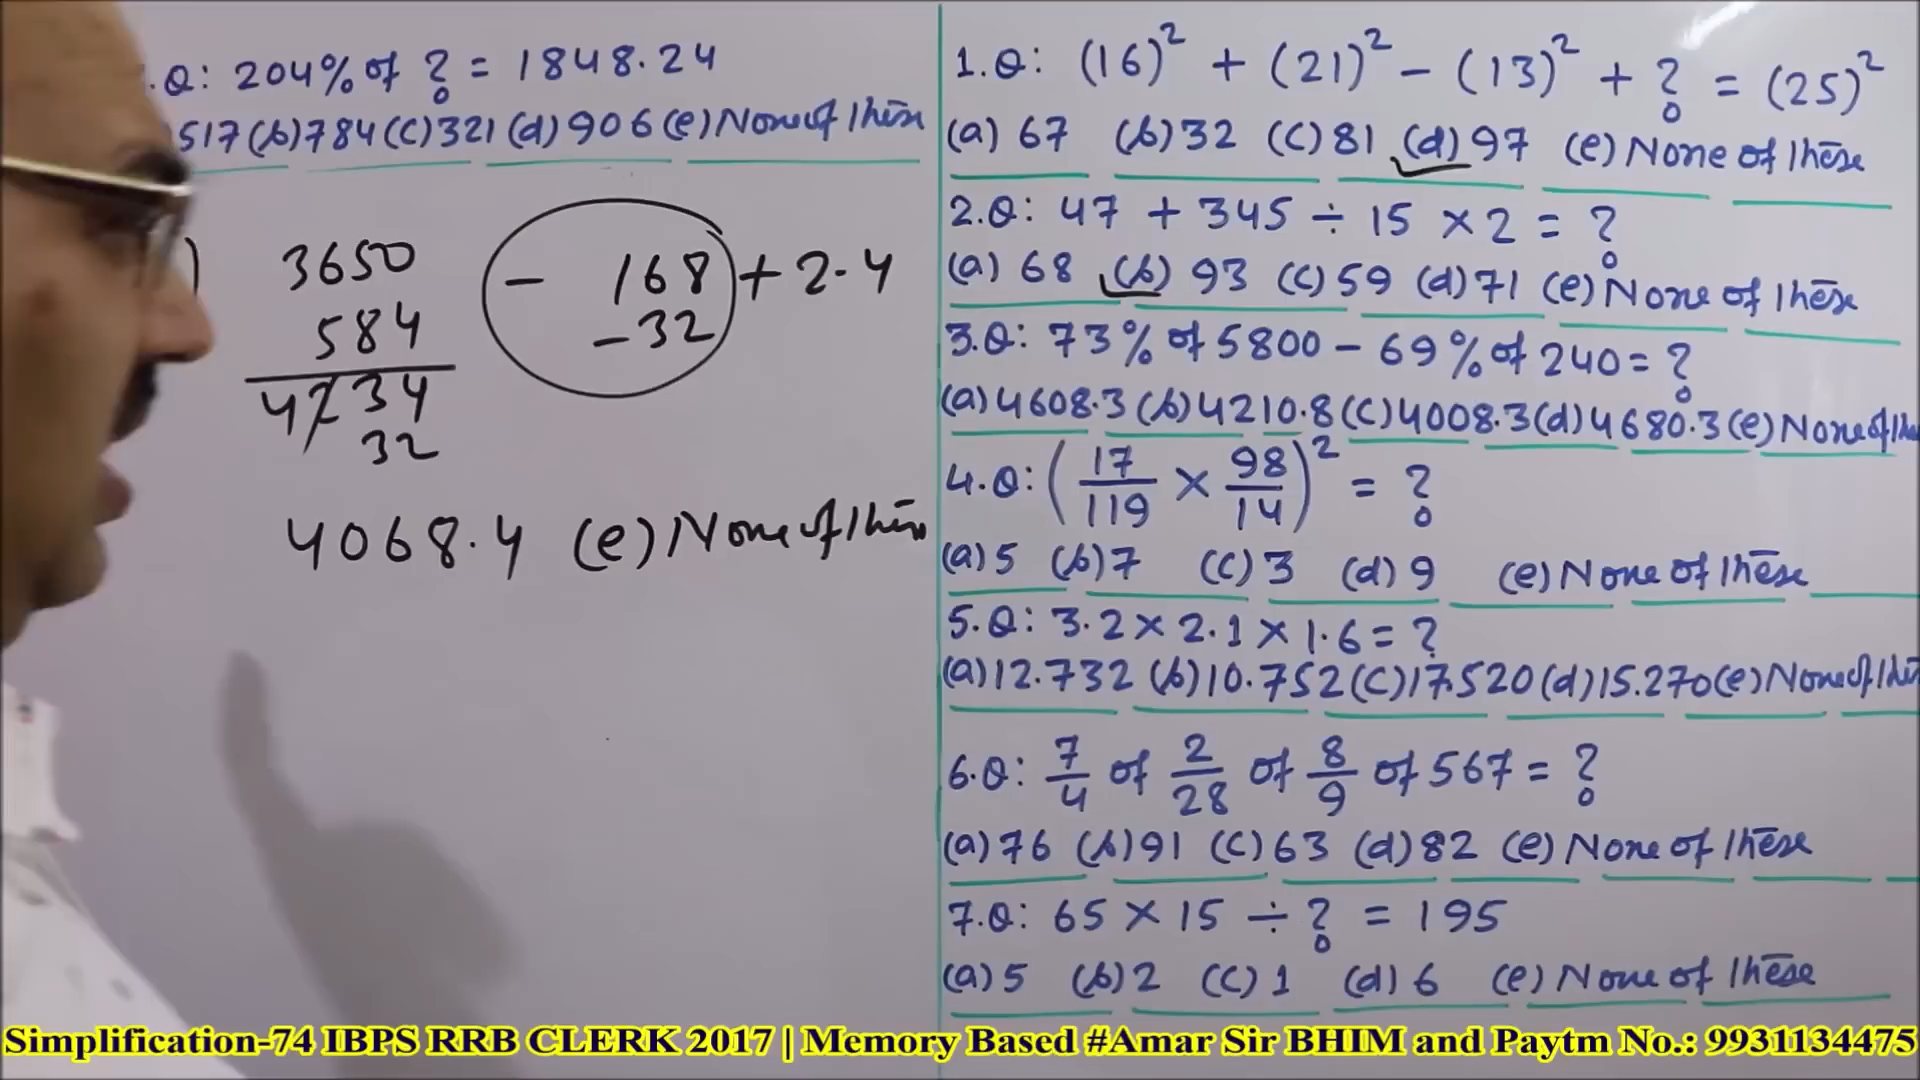 .Q: 204% of ? = 1848.24
517 (b) 784 (c) 321 (d) 906 (e) None of these
) 3650 - 168 + 2.4
584 - 32
4234
32
4068.4 (e) None of these
1.Q: (16)² + (21)² - (13)² + ? = (25)²
(a) 67 (b) 32 (c) 81 (d) 97 (e) None of these
2.Q: 47 + 345 ÷ 15 × 2 = ?
(a) 68 (b) 93 (c) 59 (d) 71 (e) None of these
3.Q: 73% of 5800 - 69% of 240 = ?
(a) 4608.3 (b) 4210.8 (c) 4008.3 (d) 4680.3 (e) None of
4.Q: (17/119 × 98/14)² = ?
(a) 5 (b) 7 (c) 3 (d) 9 (e) None of these
5.Q: 3.2 × 2.1 × 1.6 = ?
(a) 12.732 (b) 10.752 (c) 17.520 (d) 15.270 (e) None of
6.Q: 7/4 of 2/28 of 8/9 of 567 = ?
(a) 76 (b) 91 (c) 63 (d) 82 (e) None of these
7.Q: 65 × 15 ÷ ? = 195
(a) 5 (b) 2 (c) 1 (d) 6 (e) None of these
Simplification-74 IBPS RRB CLERK 2017 | Memory Based #Amar Sir BHIM and Paytm No.: 9931134475